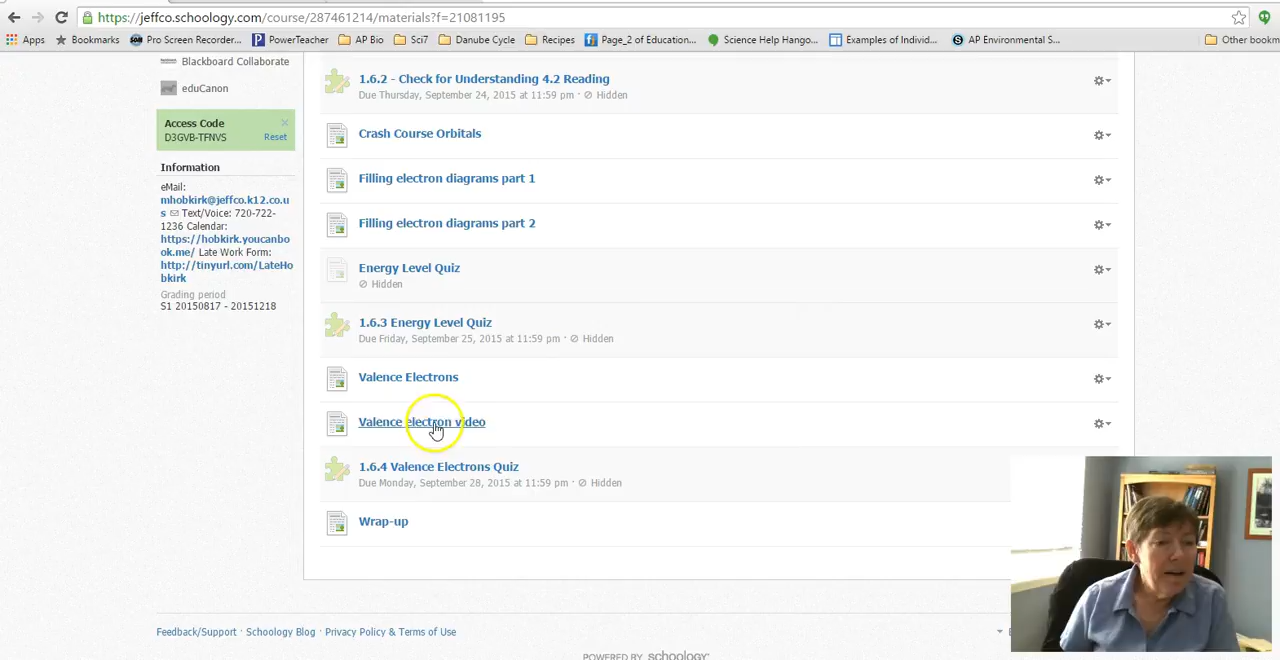 https://jeffco.schoology.com/course/287461214/materials?f=21081195
Apps Bookmarks Pro Screen Recorder... PowerTeacher AP Bio Sci7 Danube Cycle Recipes Page_2 of Education... Science Help Hango... Examples of Individ... AP Environmental S... Other bookm
Blackboard Collaborate
eduCanon
Access Code
D3GVB-TFNVS Reset
Information
eMail:
mhobkirk@jeffco.k12.co.u
s Text/Voice: 720-722-
1236 Calendar:
https://hobkirk.youcanbo
ok.me/ Late Work Form:
http://tinyurl.com/LateHo
bkirk
Grading period
S1 20150817 - 20151218
1.6.2 - Check for Understanding 4.2 Reading
Due Thursday, September 24, 2015 at 11:59 pm · Hidden
Crash Course Orbitals
Filling electron diagrams part 1
Filling electron diagrams part 2
Energy Level Quiz
Hidden
1.6.3 Energy Level Quiz
Due Friday, September 25, 2015 at 11:59 pm · Hidden
Valence Electrons
Valence electron video
1.6.4 Valence Electrons Quiz
Due Monday, September 28, 2015 at 11:59 pm · Hidden
Wrap-up
Feedback/Support · Schoology Blog · Privacy Policy & Terms of Use
POWERED BY schoology